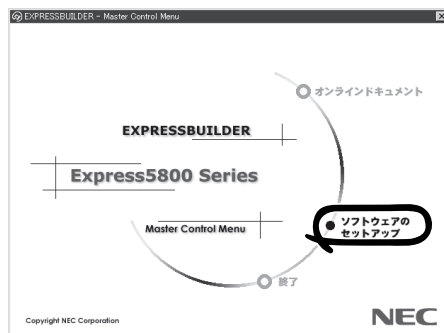 EXPRESSBUILDER - Master Control Menu
オンラインドキュメント
EXPRESSBUILDER
Express5800 Series
Master Control Menu
ソフトウェアの
セットアップ
終了
Copyright NEC Corporation
NEC